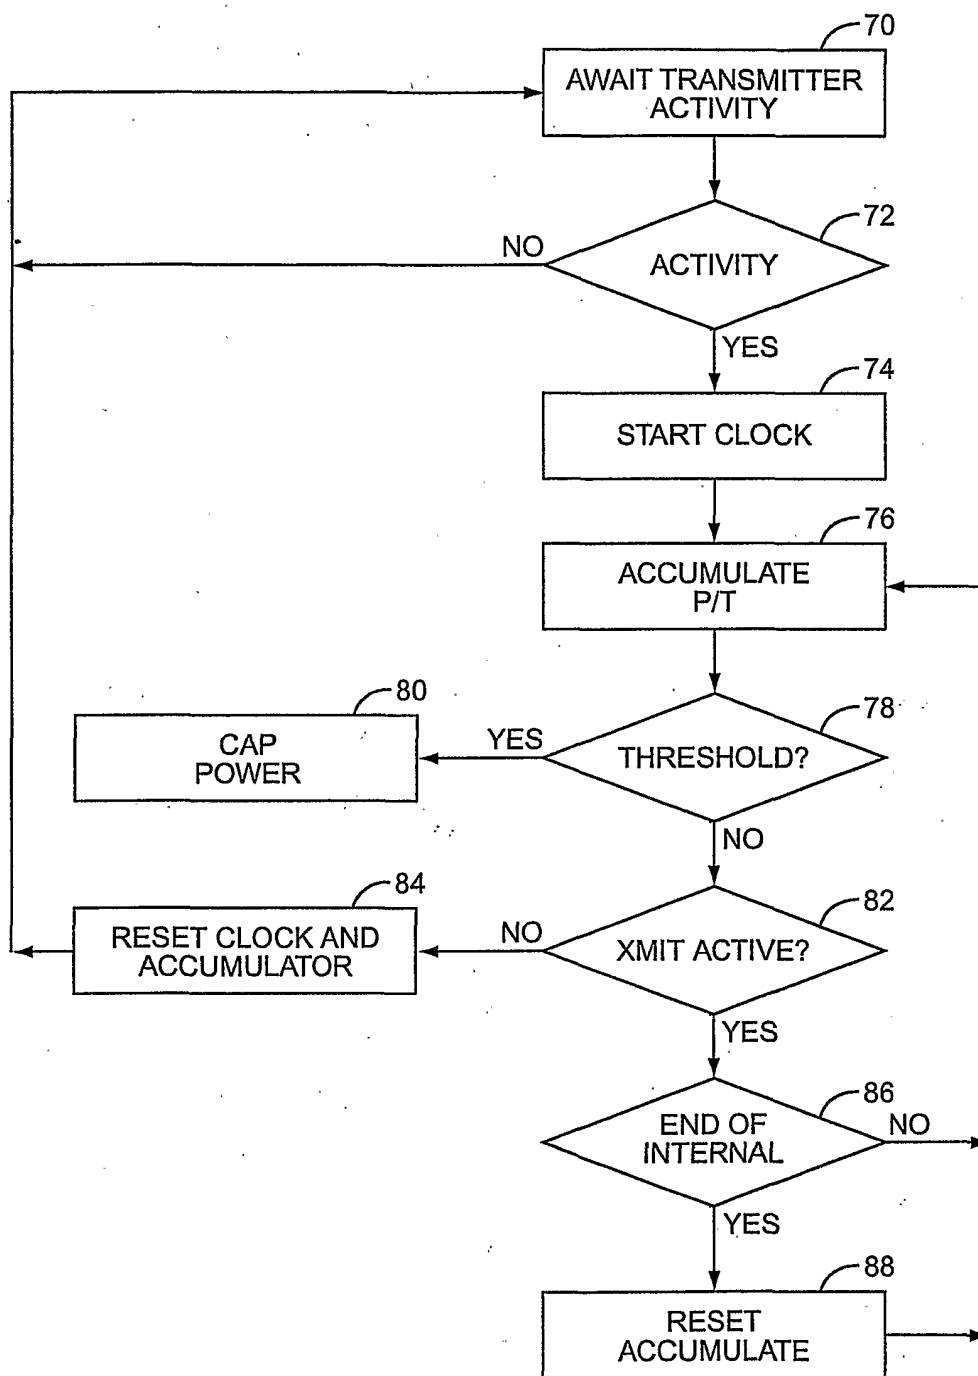 70
AWAIT TRANSMITTER
ACTIVITY
72
NO
ACTIVITY
YES
74
START CLOCK
76
ACCUMULATE
P/T
80
CAP
POWER
YES
78
THRESHOLD?
NO
84
RESET CLOCK AND
ACCUMULATOR
NO
82
XMIT ACTIVE?
YES
86
END OF
INTERNAL
NO
YES
88
RESET
ACCUMULATE